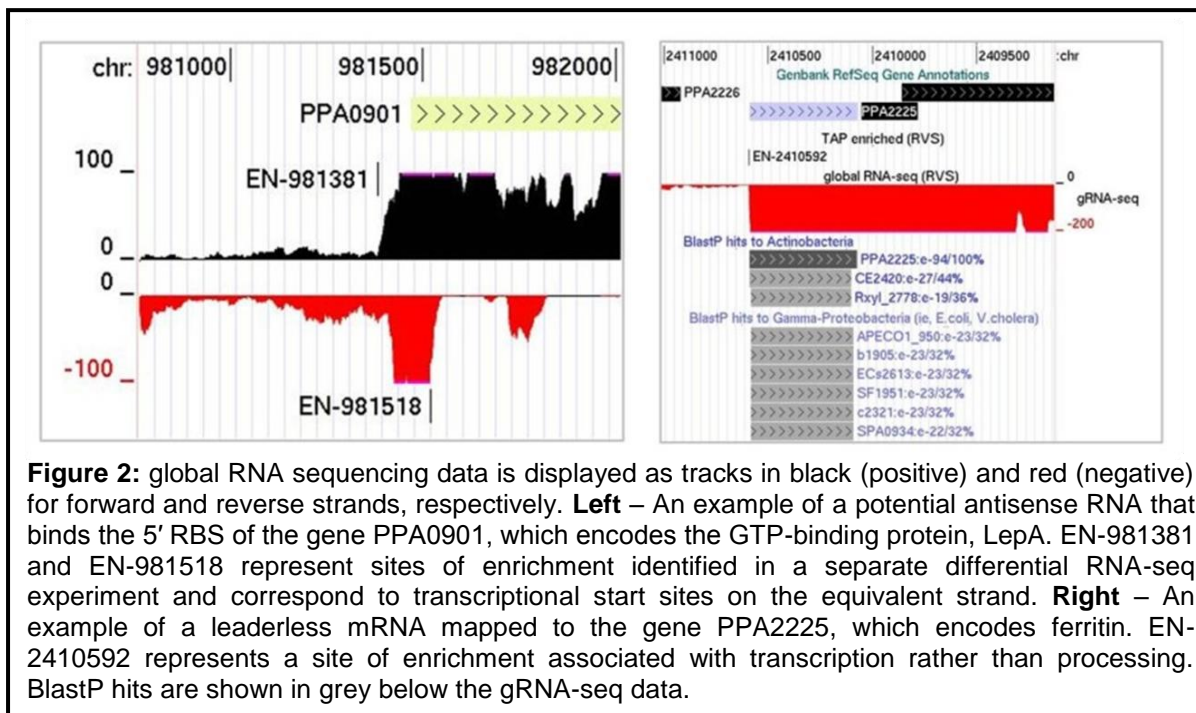 chr: 981000| 981500| 982000|
PPA0901
100
EN-981381
0
0
-100
EN-981518
|2411000 |2410500 |2410000 |2409500 :chr
Genbank RefSeq Gene Annotations
PPA2226
PPA2225
TAP enriched (RVS)
|EN-2410592
global RNA-seq (RVS)
0
gRNA-seq
-200
BlastP hits to Actinobacteria
PPA2225:e-94/100%
CE2420:e-27/44%
Rxyl_2778:e-19/36%
BlastP hits to Gamma-Proteobacteria (ie, E.coli, V.cholera)
APECO1_950:e-23/32%
b1905:e-23/32%
ECs2613:e-23/32%
SF1951:e-23/32%
c2321:e-23/32%
SPA0934:e-22/32%
Figure 2: global RNA sequencing data is displayed as tracks in black (positive) and red (negative)
for forward and reverse strands, respectively. Left – An example of a potential antisense RNA that
binds the 5′ RBS of the gene PPA0901, which encodes the GTP-binding protein, LepA. EN-981381
and EN-981518 represent sites of enrichment identified in a separate differential RNA-seq
experiment and correspond to transcriptional start sites on the equivalent strand. Right – An
example of a leaderless mRNA mapped to the gene PPA2225, which encodes ferritin. EN-
2410592 represents a site of enrichment associated with transcription rather than processing.
BlastP hits are shown in grey below the gRNA-seq data.